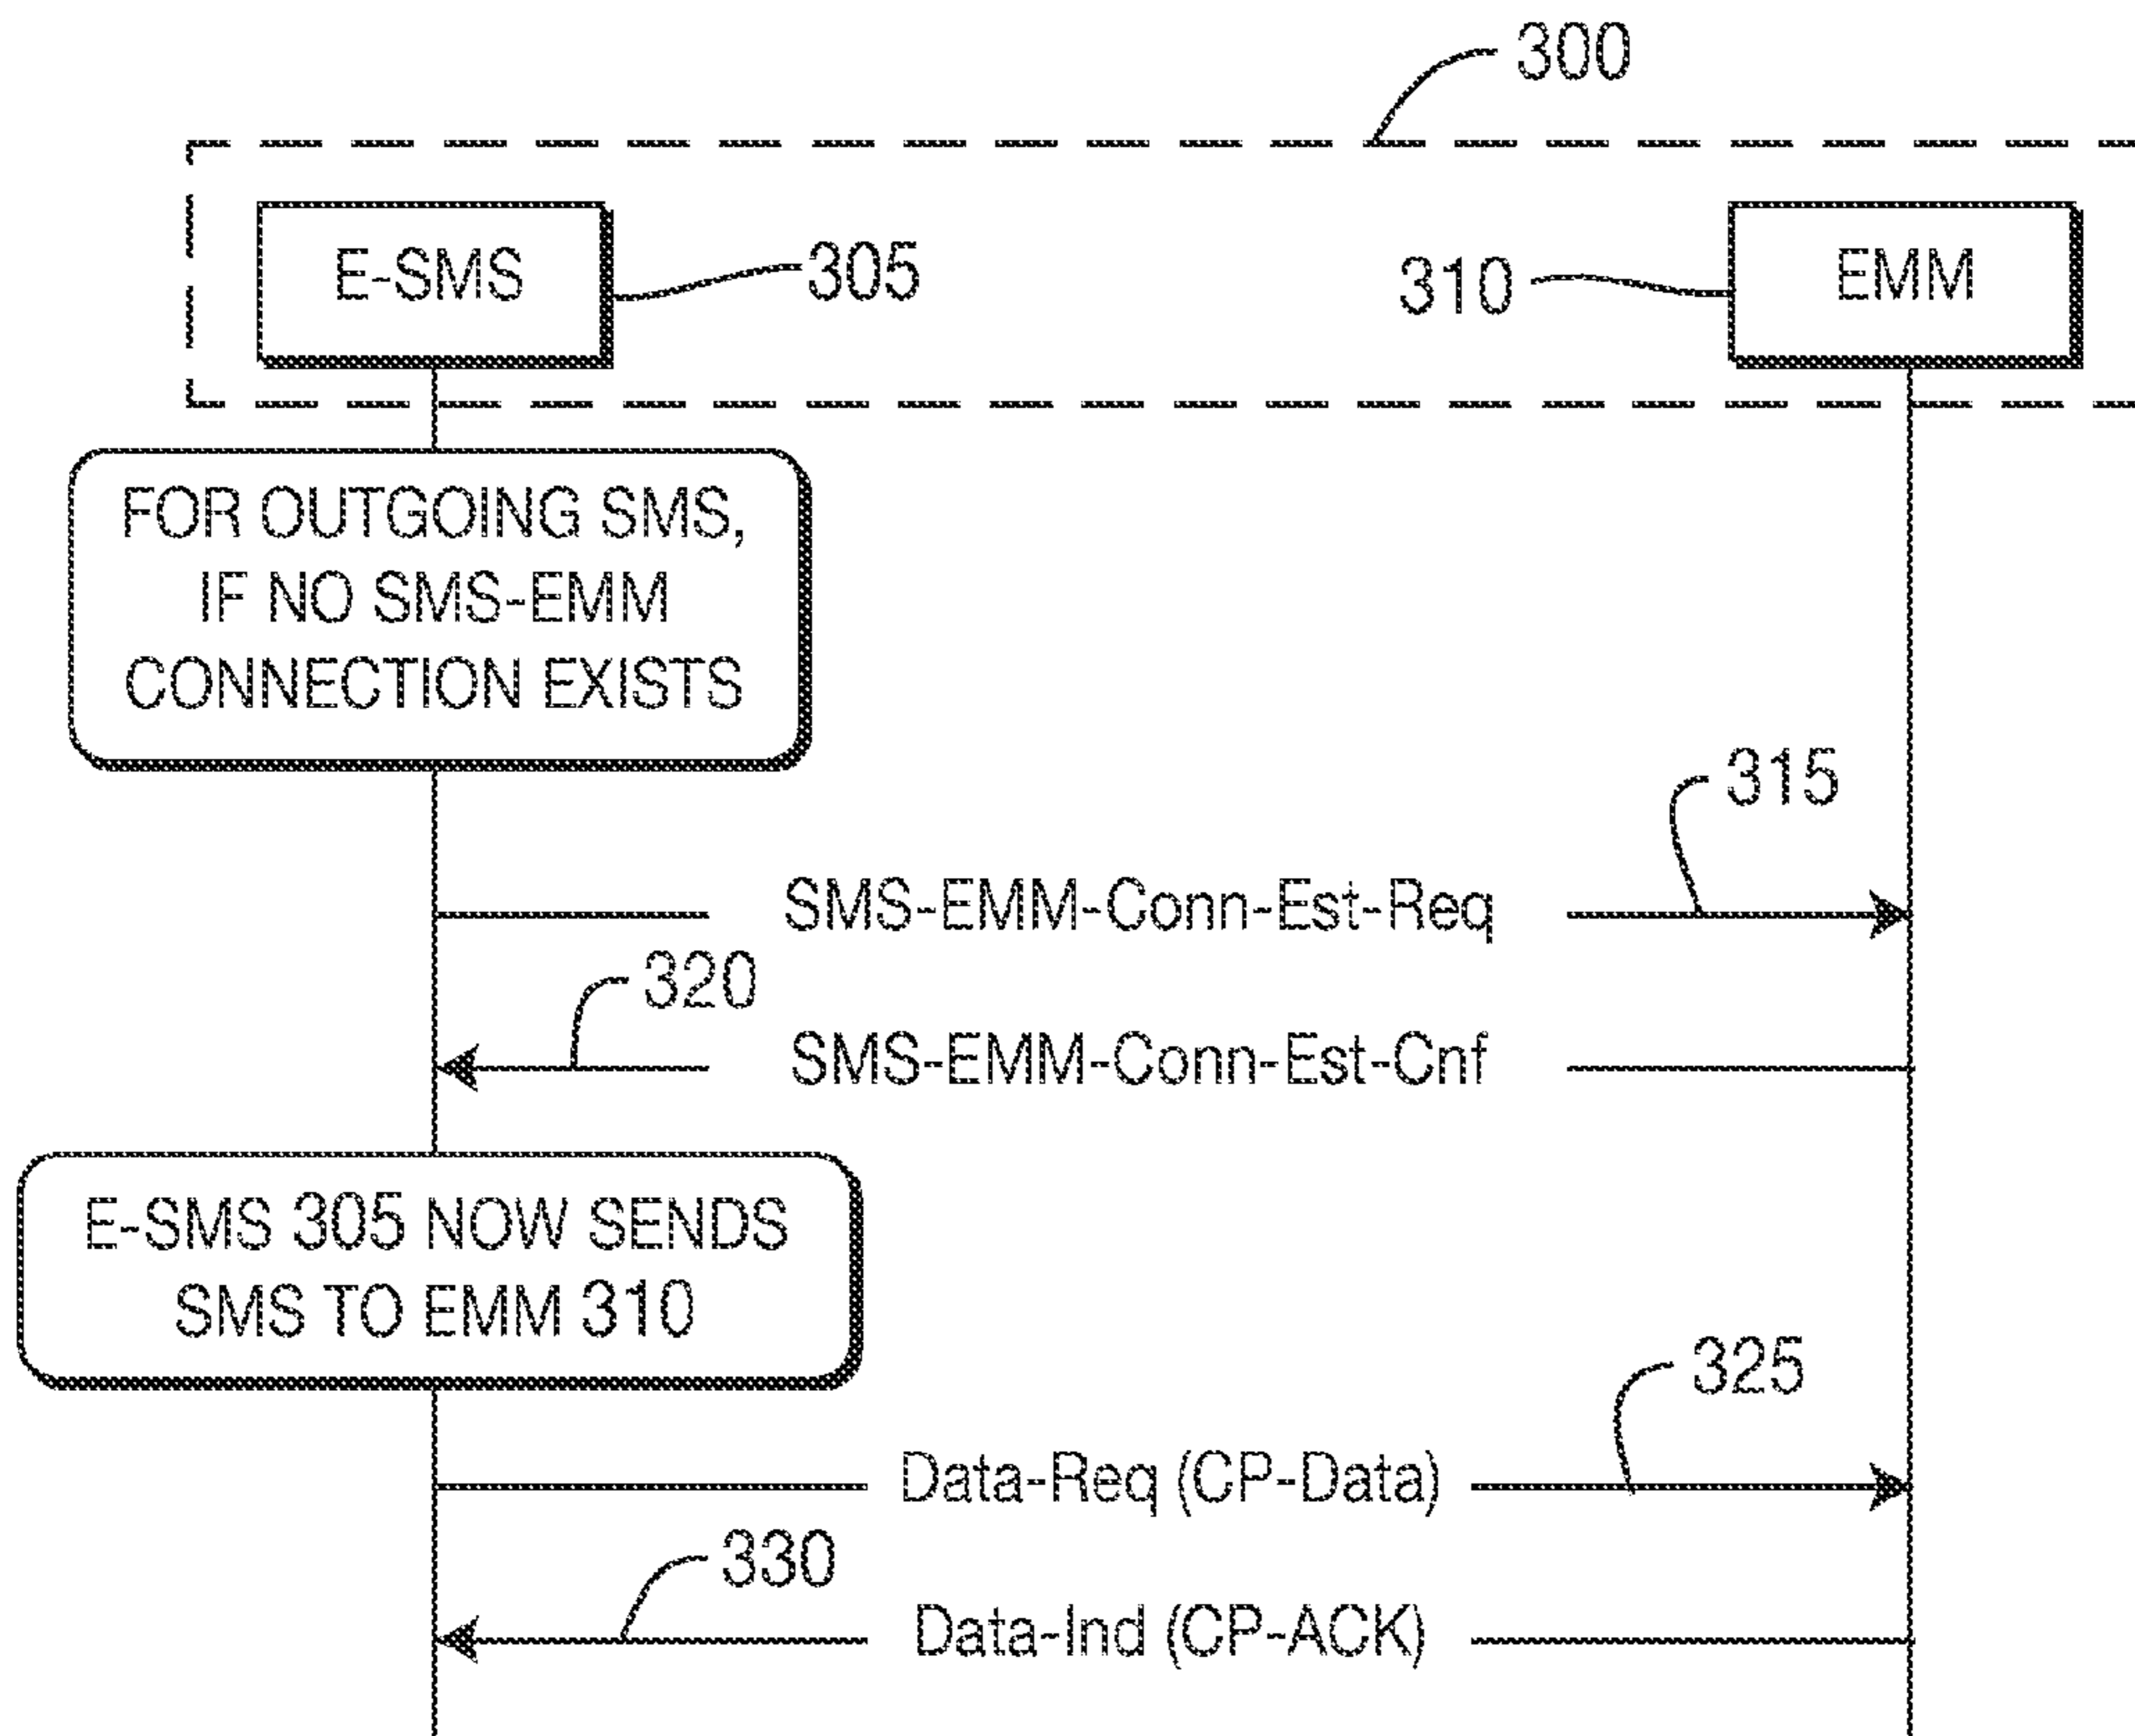 300
E-SMS
305
310
EMM
FOR OUTGOING SMS,
IF NO SMS-EMM
CONNECTION EXISTS
315
SMS-EMM-Conn-Est-Req
320
SMS-EMM-Conn-Est-Cnf
E-SMS 305 NOW SENDS
SMS TO EMM 310
325
Data-Req (CP-Data)
330
Data-Ind (CP-ACK)